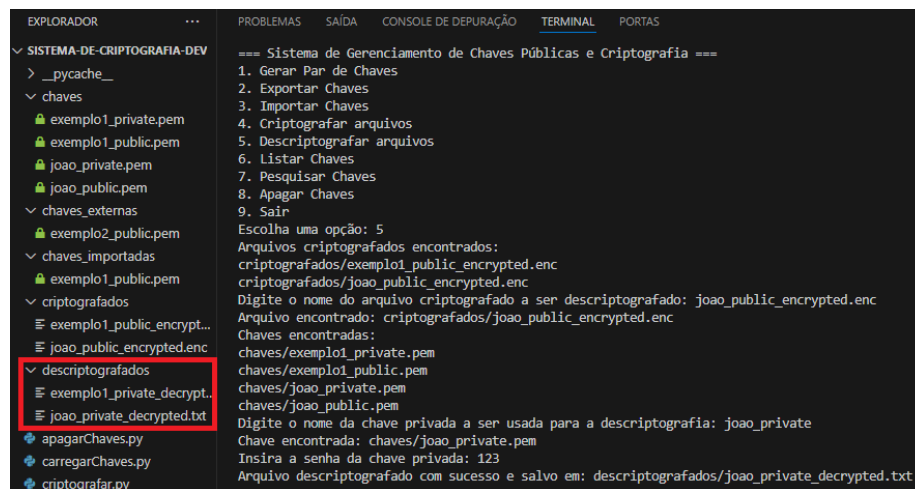 EXPLORADOR ...
SISTEMA-DE-CRIPTOGRAFIA-DEV
__pycache__
chaves
exemplo1_private.pem
exemplo1_public.pem
joao_private.pem
joao_public.pem
chaves_externas
exemplo2_public.pem
chaves_importadas
exemplo1_public.pem
criptografados
exemplo1_public_encrypt...
joao_public_encrypted.enc
descriptografados
exemplo1_private_decrypt...
joao_private_decrypted.txt
apagarChaves.py
carregarChaves.py
criptografar.py
PROBLEMAS SAÍDA CONSOLE DE DEPURAÇÃO TERMINAL PORTAS
=== Sistema de Gerenciamento de Chaves Públicas e Criptografia ===
1. Gerar Par de Chaves
2. Exportar Chaves
3. Importar Chaves
4. Criptografar arquivos
5. Descriptografar arquivos
6. Listar Chaves
7. Pesquisar Chaves
8. Apagar Chaves
9. Sair
Escolha uma opção: 5
Arquivos criptografados encontrados:
criptografados/exemplo1_public_encrypted.enc
criptografados/joao_public_encrypted.enc
Digite o nome do arquivo criptografado a ser descriptografado: joao_public_encrypted.enc
Arquivo encontrado: criptografados/joao_public_encrypted.enc
Chaves encontradas:
chaves/exemplo1_private.pem
chaves/exemplo1_public.pem
chaves/joao_private.pem
chaves/joao_public.pem
Digite o nome da chave privada a ser usada para a descriptografia: joao_private
Chave encontrada: chaves/joao_private.pem
Insira a senha da chave privada: 123
Arquivo descriptografado com sucesso e salvo em: descriptografados/joao_private_decrypted.txt